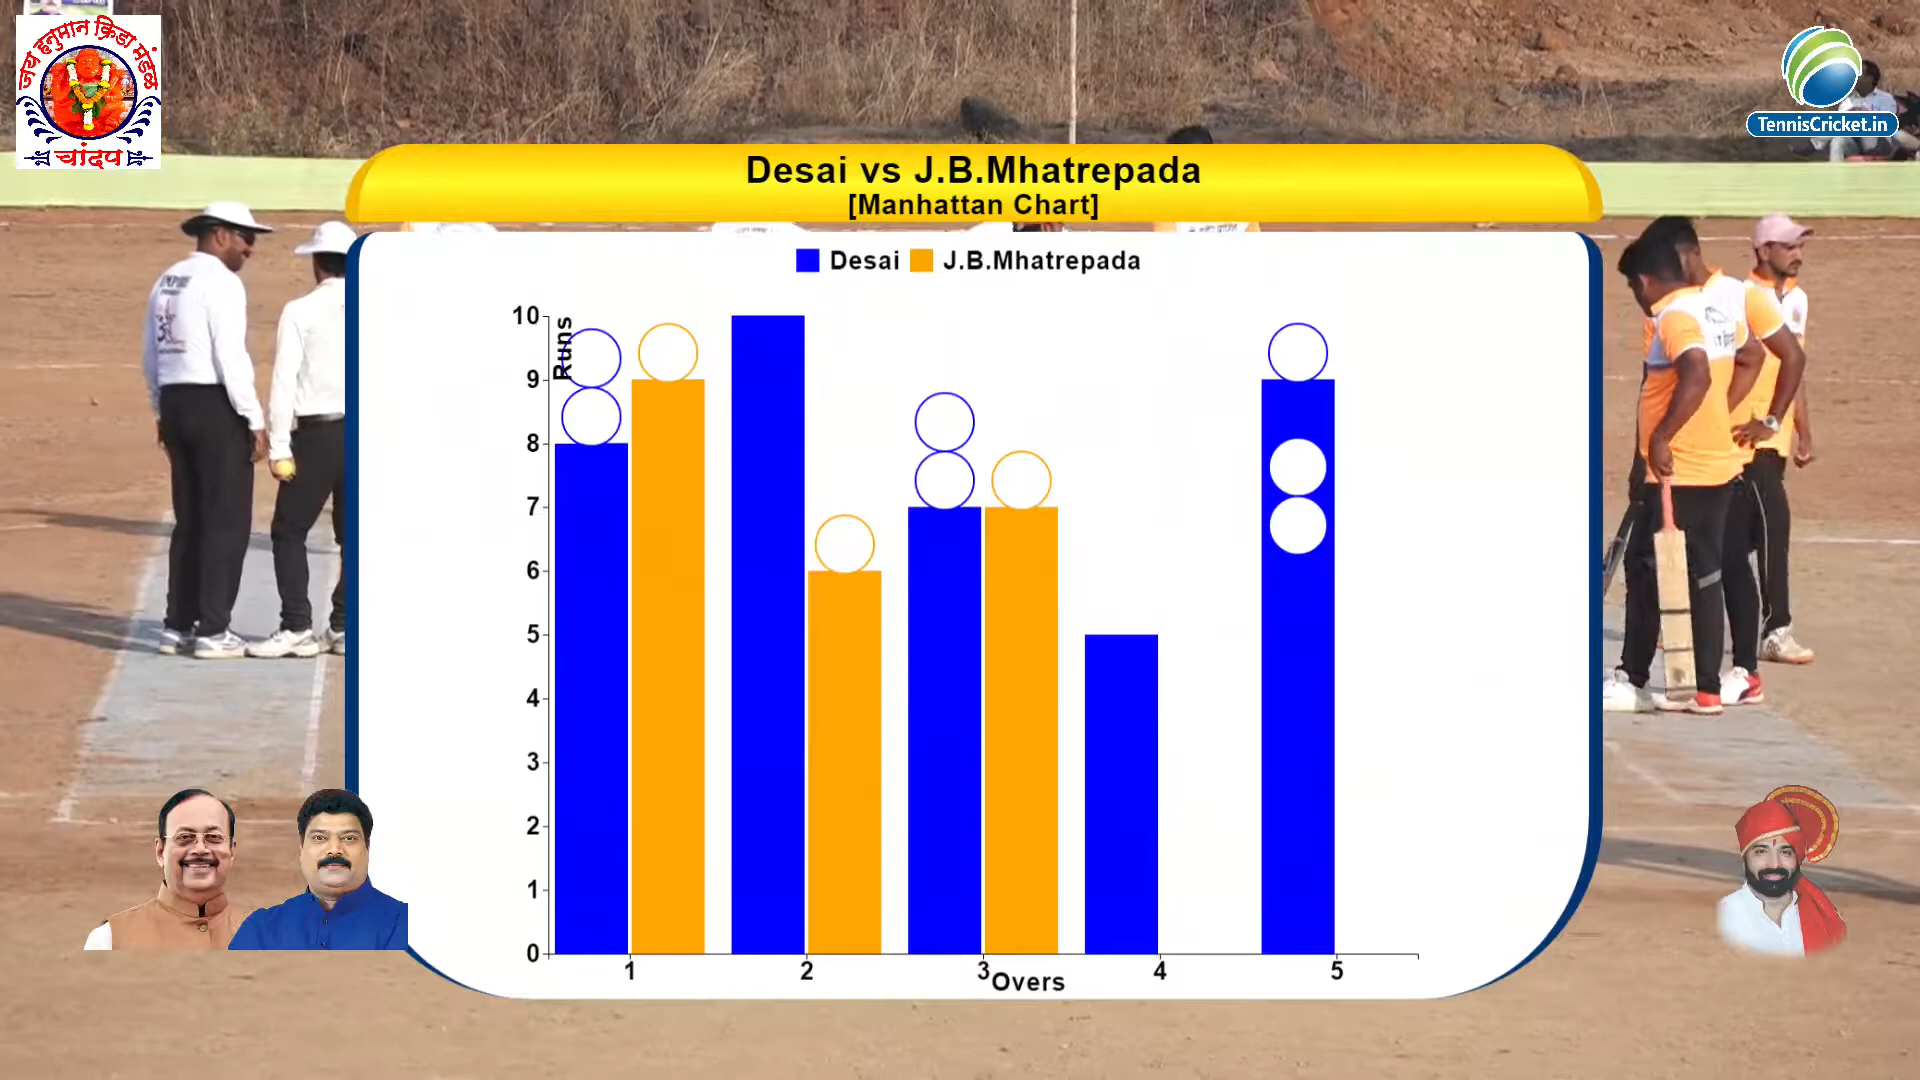 जय हनुमान क्रिडा मंडळ
चांदप
TennisCricket.in
Desai vs J.B.Mhatrepada
[Manhattan Chart]
Desai J.B.Mhatrepada
Runs
10
9
8
7
6
5
4
3
2
1
0
1 2 3 4 5
Overs